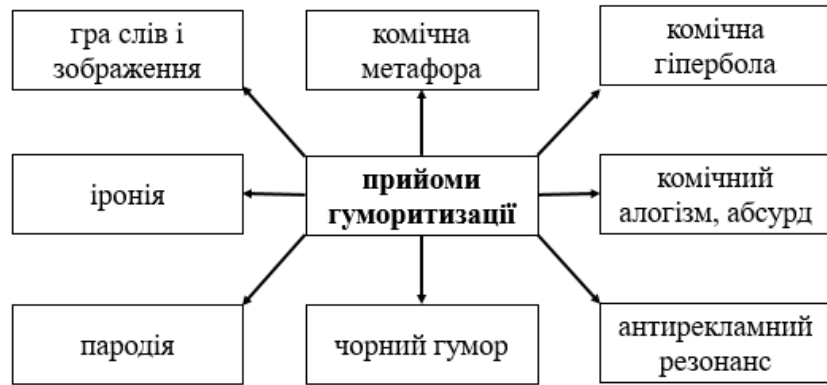 гра слів і
зображення
комічна
метафора
комічна
гіпербола
іронія
прийоми
гуморитизації
комічний
алогізм, абсурд
пародія
чорний гумор
антирекламний
резонанс